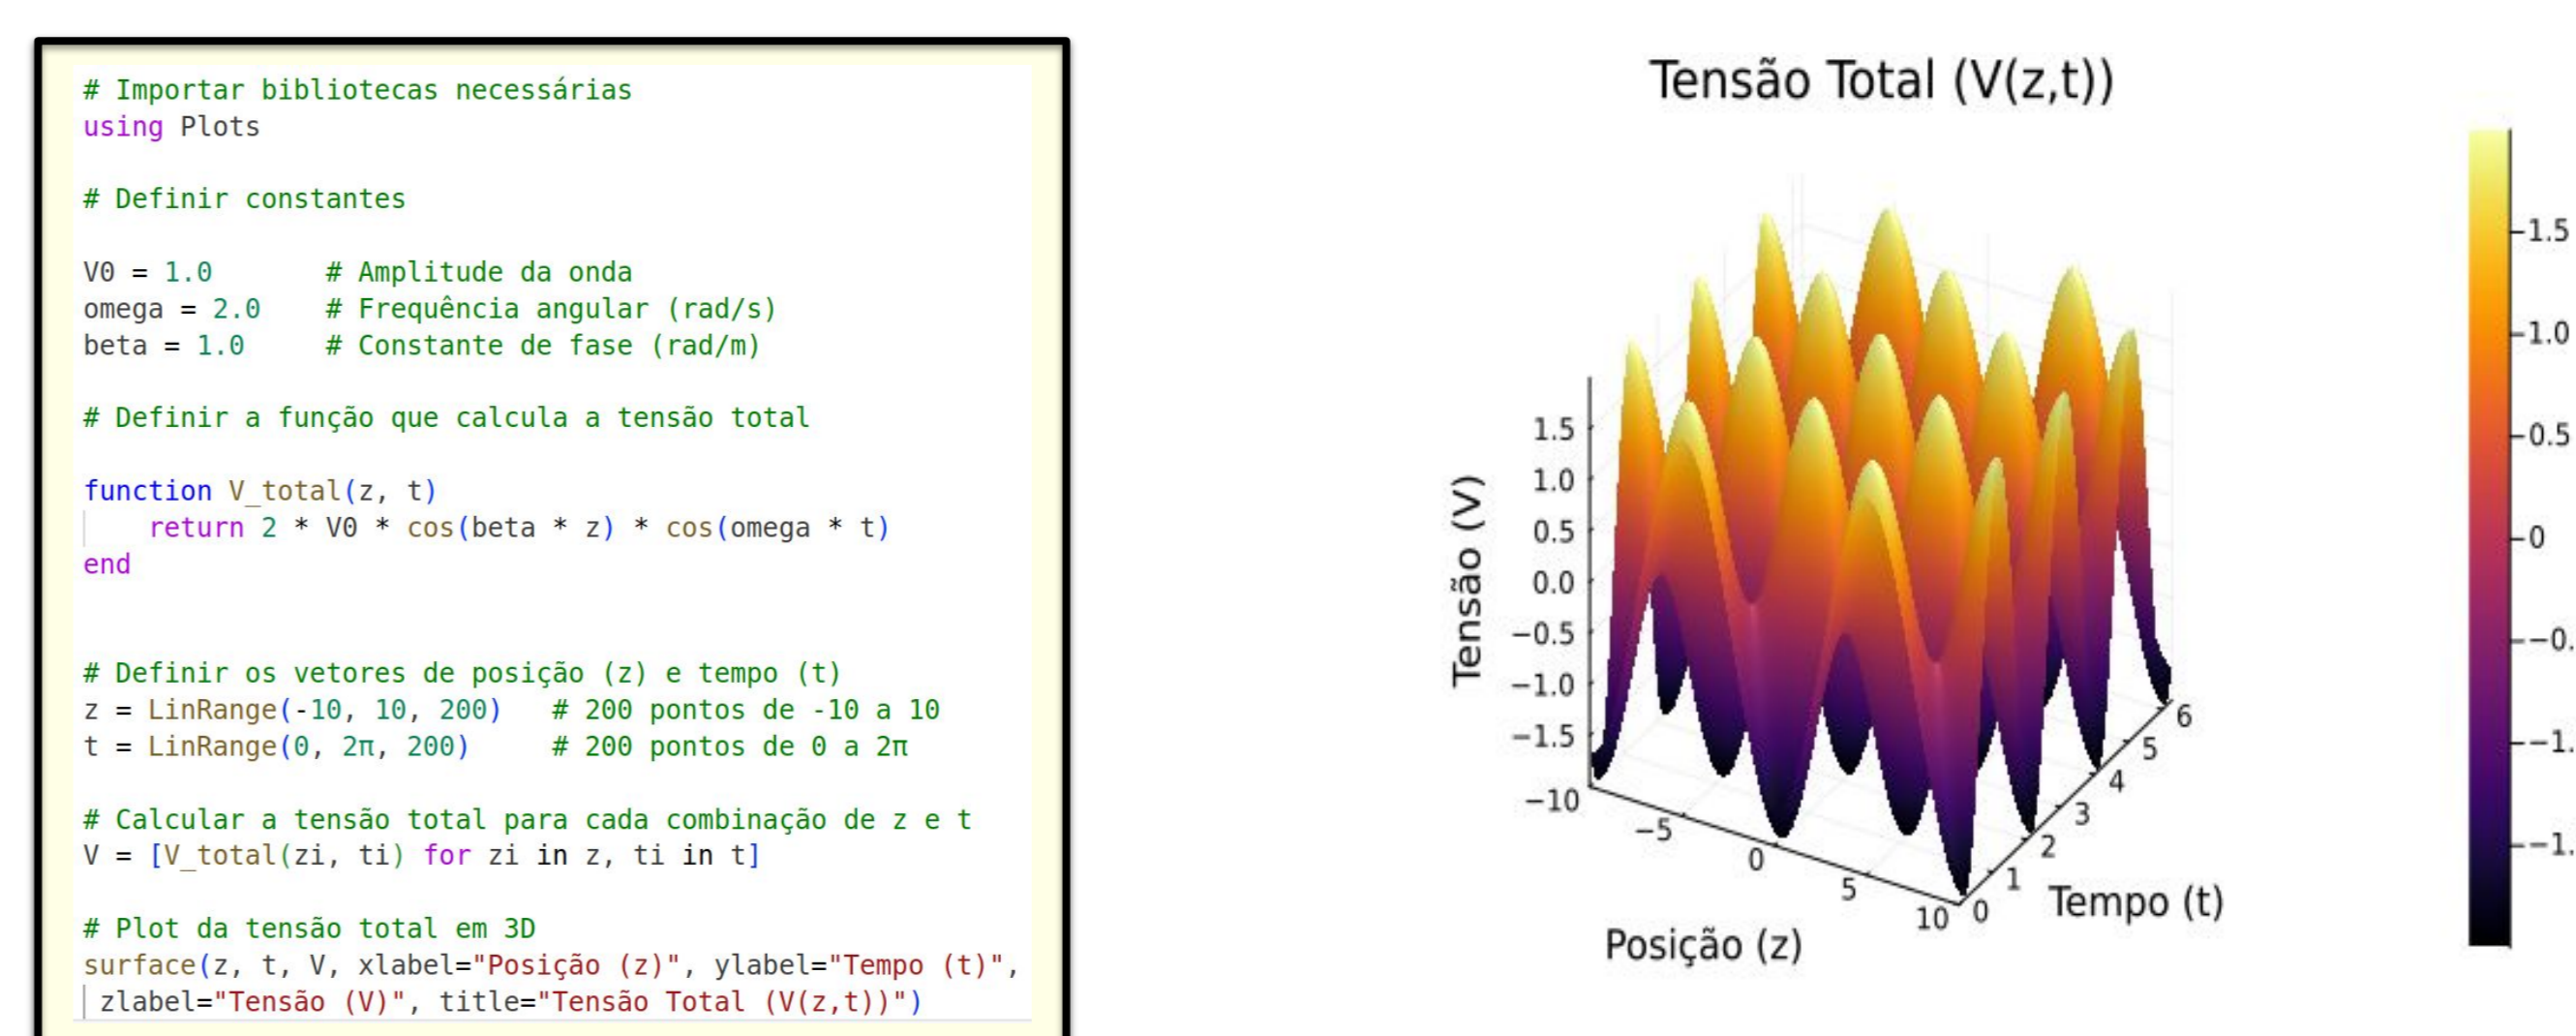 # Importar bibliotecas necessárias
using Plots
# Definir constantes
V0 = 1.0       # Amplitude da onda
omega = 2.0    # Frequência angular (rad/s)
beta = 1.0     # Constante de fase (rad/m)
# Definir a função que calcula a tensão total
function V_total(z, t)
    return 2 * V0 * cos(beta * z) * cos(omega * t)
end
# Definir os vetores de posição (z) e tempo (t)
z = LinRange(-10, 10, 200)   # 200 pontos de -10 a 10
t = LinRange(0, 2π, 200)     # 200 pontos de 0 a 2π
# Calcular a tensão total para cada combinação de z e t
V = [V_total(zi, ti) for zi in z, ti in t]
# Plot da tensão total em 3D
surface(z, t, V, xlabel="Posição (z)", ylabel="Tempo (t)",
 zlabel="Tensão (V)", title="Tensão Total (V(z,t))")
Tensão Total (V(z,t))
Tensão (V)
1.5
1.0
0.5
0.0
−0.5
−1.0
−1.5
−10
−5
0
5
10
Posição (z)
0
1
2
3
4
5
6
Tempo (t)
1.5
1.0
0.5
0
−0.
−1.
−1.